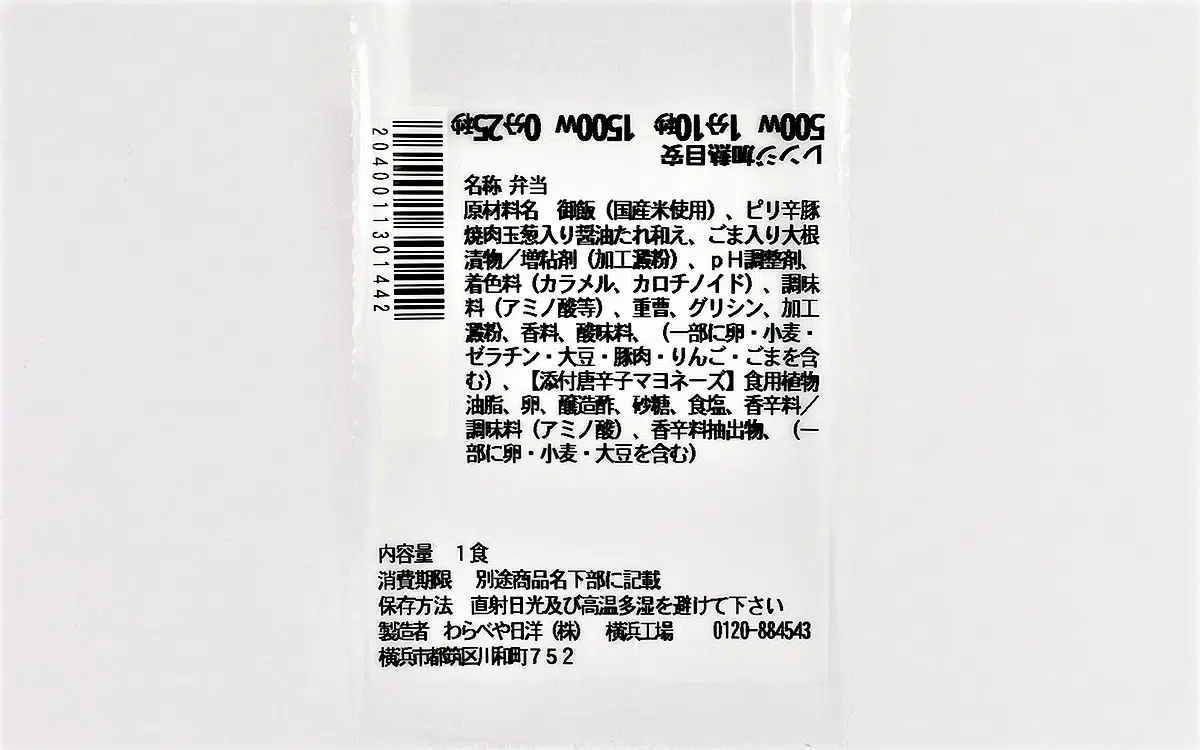 レンジ加熱目安
500W 1分10秒 1500W 0分25秒
2040011301442
名称 弁当
原材料名　御飯（国産米使用）、ピリ辛豚
焼肉玉葱入り醤油たれ和え、ごま入り大根
漬物／増粘剤（加工澱粉）、ｐＨ調整剤、
着色料（カラメル、カロチノイド）、調味
料（アミノ酸等）、重曹、グリシン、加工
澱粉、香料、酸味料、（一部に卵・小麦・
ゼラチン・大豆・豚肉・りんご・ごまを含
む）、【添付唐辛子マヨネーズ】食用植物
油脂、卵、醸造酢、砂糖、食塩、香辛料／
調味料（アミノ酸）、香辛料抽出物、（一
部に卵・小麦・大豆を含む）
内容量　１食
消費期限　別途商品名下部に記載
保存方法　直射日光及び高温多湿を避けて下さい
製造者　わらべや日洋（株）　横浜工場　0120-884543
横浜市都筑区川和町７５２